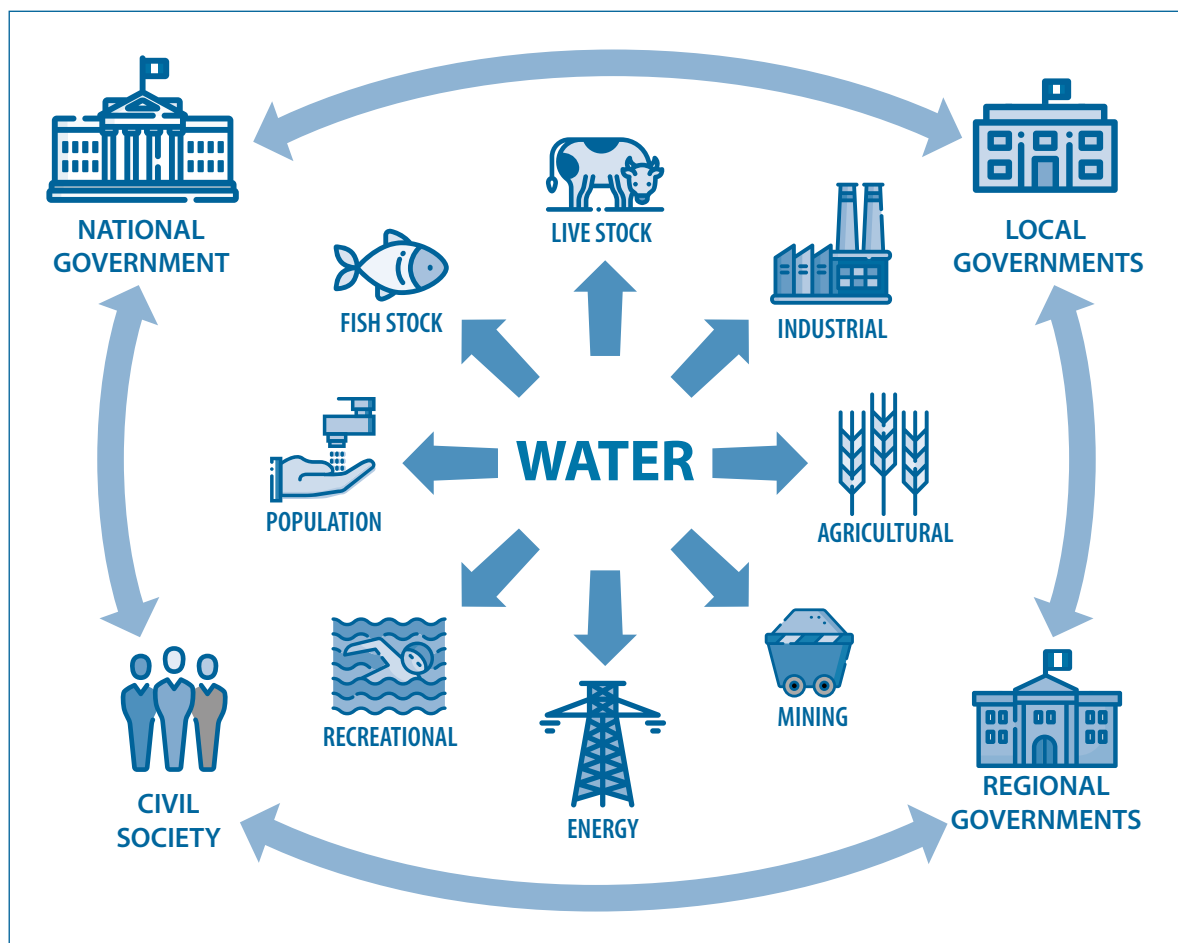 NATIONAL
GOVERNMENT
LOCAL
GOVERNMENTS
LIVE STOCK
FISH STOCK
INDUSTRIAL
WATER
POPULATION
AGRICULTURAL
RECREATIONAL
MINING
ENERGY
CIVIL
SOCIETY
REGIONAL
GOVERNMENTS